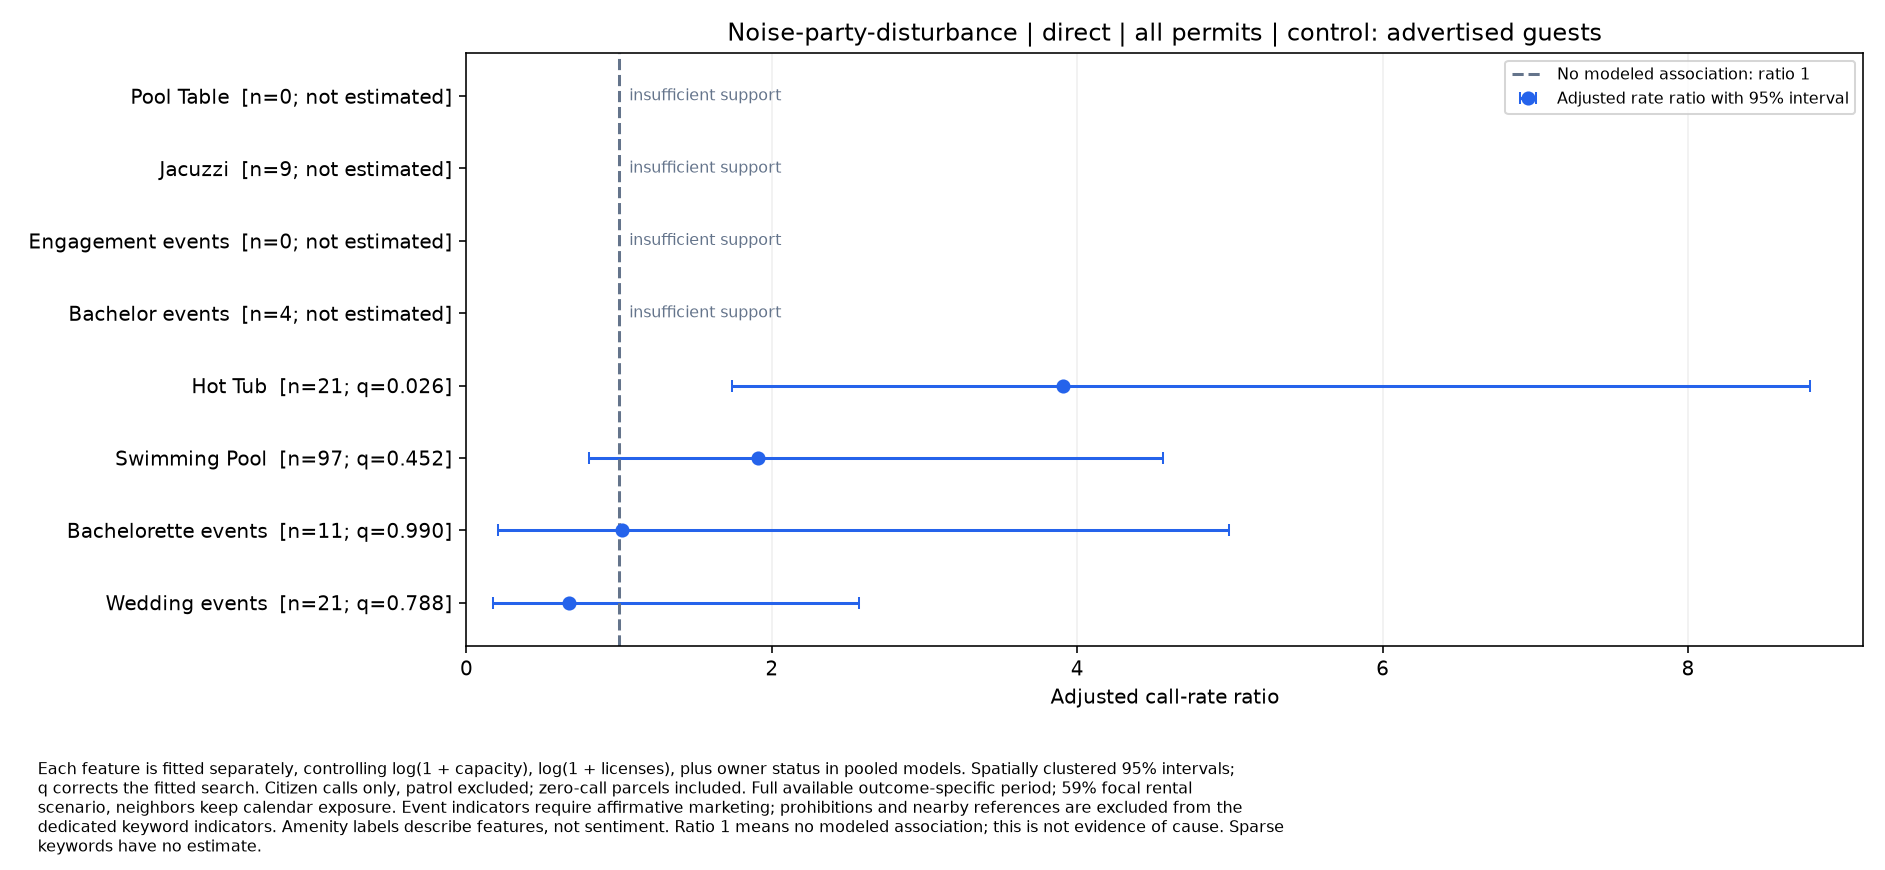 Noise-party-disturbance | direct | all permits | control: advertised guests
No modeled association: ratio 1
Adjusted rate ratio with 95% interval
Pool Table [n=0; not estimated]
insufficient support
Jacuzzi [n=9; not estimated]
insufficient support
Engagement events [n=0; not estimated]
insufficient support
Bachelor events [n=4; not estimated]
insufficient support
Hot Tub [n=21; q=0.026]
Swimming Pool [n=97; q=0.452]
Bachelorette events [n=11; q=0.990]
Wedding events [n=21; q=0.788]
0 2 4 6 8
Adjusted call-rate ratio
Each feature is fitted separately, controlling log(1 + capacity), log(1 + licenses), plus owner status in pooled models. Spatially clustered 95% intervals;
q corrects the fitted search. Citizen calls only, patrol excluded; zero-call parcels included. Full available outcome-specific period; 59% focal rental
scenario, neighbors keep calendar exposure. Event indicators require affirmative marketing; prohibitions and nearby references are excluded from the
dedicated keyword indicators. Amenity labels describe features, not sentiment. Ratio 1 means no modeled association; this is not evidence of cause. Sparse
keywords have no estimate.